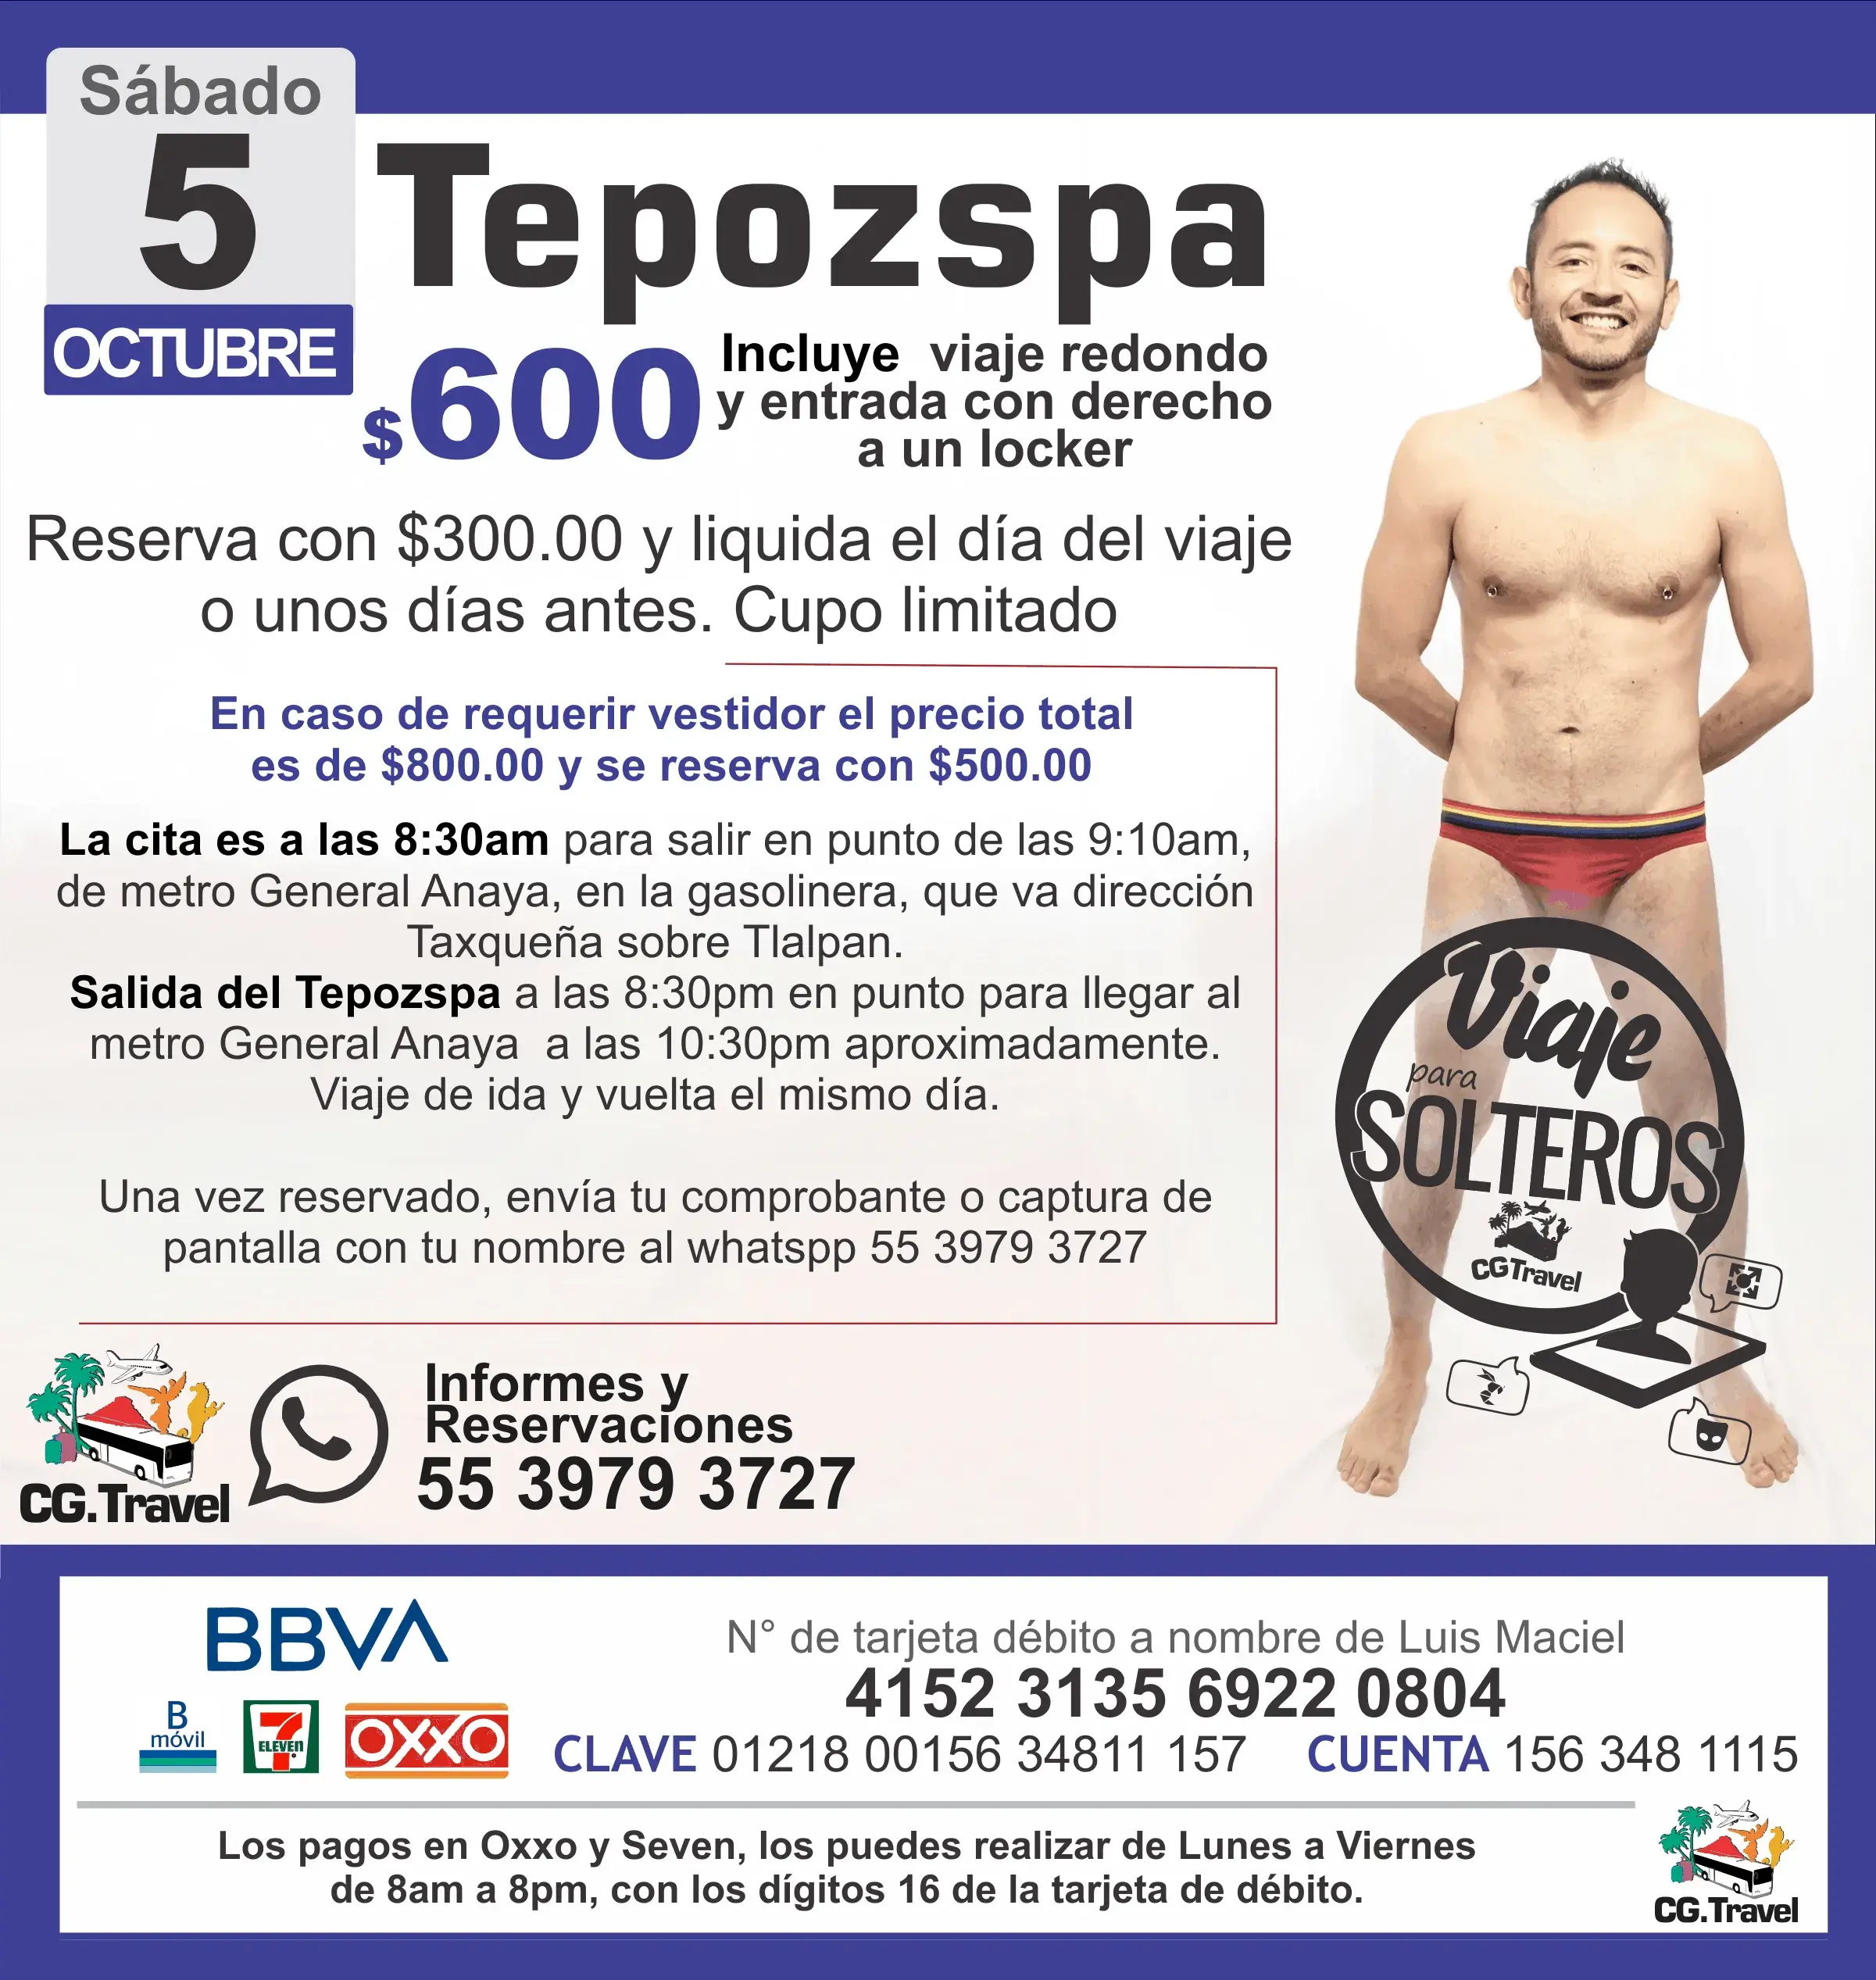 Sábado
5
OCTUBRE
Tepozspa
$600
Incluye viaje redondo
y entrada con derecho
a un locker
Reserva con $300.00 y liquida el día del viaje
o unos días antes. Cupo limitado
En caso de requerir vestidor el precio total
es de $800.00 y se reserva con $500.00
La cita es a las 8:30am para salir en punto de las 9:10am,
de metro General Anaya, en la gasolinera, que va dirección
Taxqueña sobre Tlalpan.
Salida del Tepozspa a las 8:30pm en punto para llegar al
metro General Anaya a las 10:30pm aproximadamente.
Viaje de ida y vuelta el mismo día.
Una vez reservado, envía tu comprobante o captura de
pantalla con tu nombre al whatspp 55 3979 3727
Viaje
para
SOLTEROS
CGTravel
CG.Travel
Informes y
Reservaciones
55 3979 3727
BBVA
B
móvil
7
ELEVEN
OXXO
N° de tarjeta débito a nombre de Luis Maciel
4152 3135 6922 0804
CLAVE 01218 00156 34811 157 CUENTA 156 348 1115
Los pagos en Oxxo y Seven, los puedes realizar de Lunes a Viernes
de 8am a 8pm, con los dígitos 16 de la tarjeta de débito.
CG.Travel